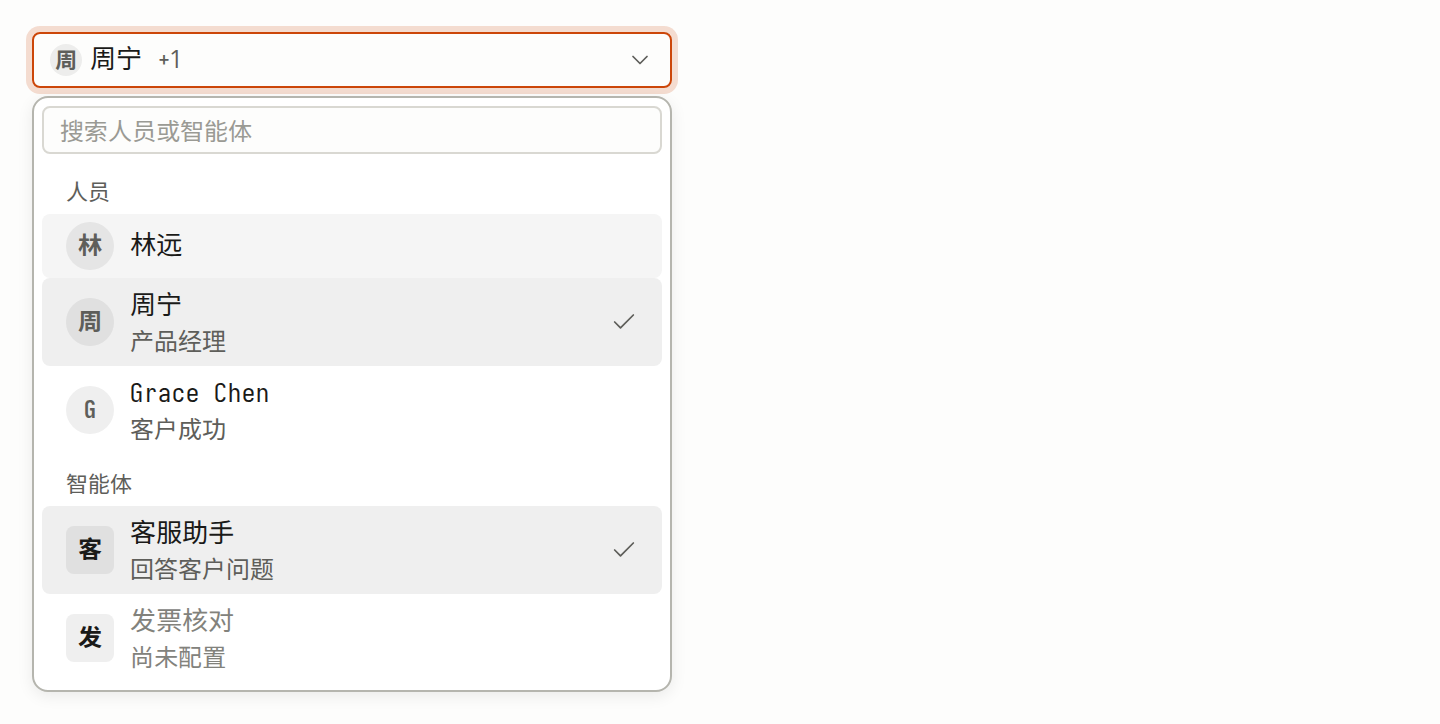 周 周宁 +1
搜索人员或智能体
人员
林 林远
周 周宁
产品经理
G Grace Chen
客户成功
智能体
客 客服助手
回答客户问题
发 发票核对
尚未配置